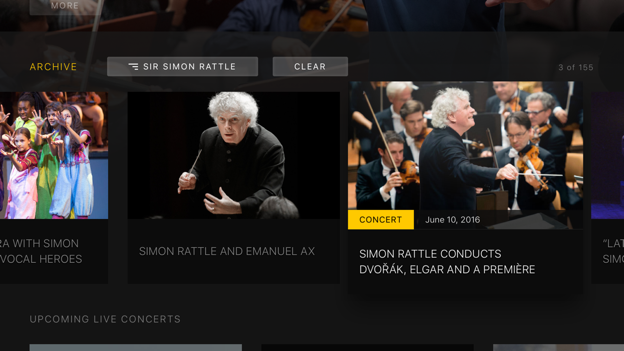 MORE
ARCHIVE
SIR SIMON RATTLE
CLEAR
3 of 155
RA WITH SIMON
VOCAL HEROES
SIMON RATTLE AND EMANUEL AX
CONCERT
June 10, 2016
SIMON RATTLE CONDUCTS
DVOŘÁK, ELGAR AND A PREMIÈRE
"LAT
SIMO
UPCOMING LIVE CONCERTS